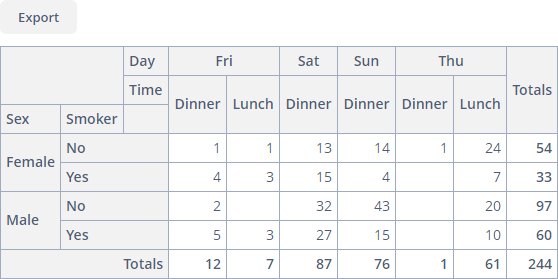 Export
Day Fri Sat Sun Thu Totals
Time Dinner Lunch Dinner Dinner Dinner Lunch
Sex Smoker
Female No 1 1 13 14 1 24 54
Yes 4 3 15 4 7 33
Male No 2 32 43 20 97
Yes 5 3 27 15 10 60
Totals 12 7 87 76 1 61 244